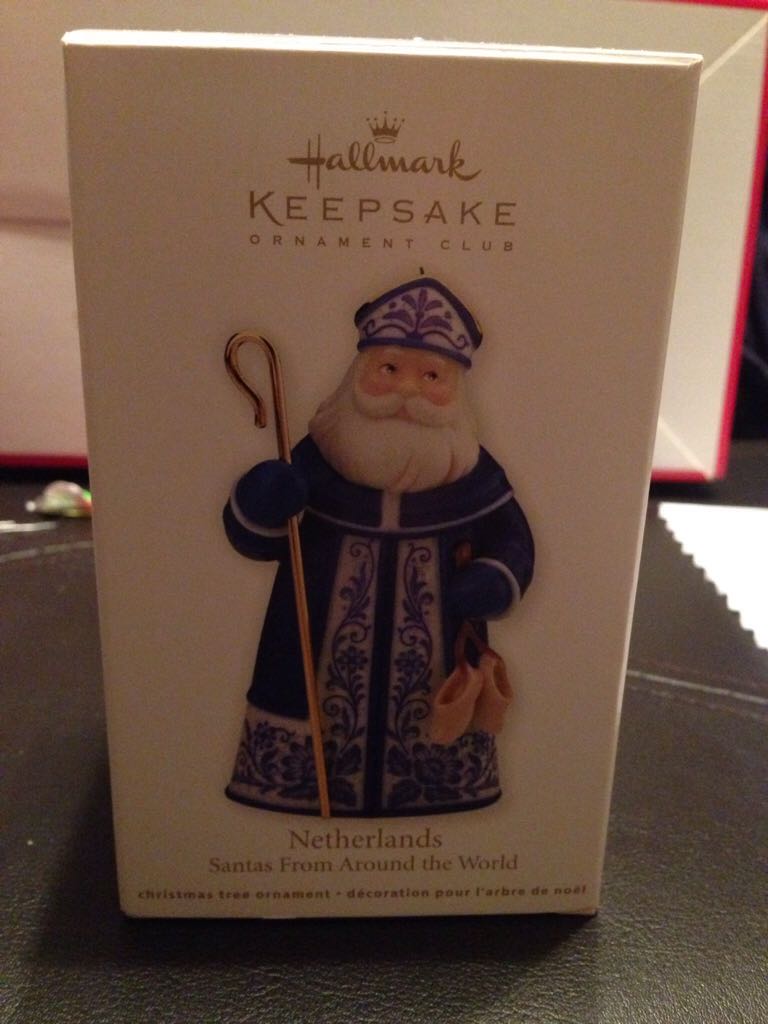 Hallmark
KEEPSAKE
ORNAMENT CLUB
Netherlands
Santas From Around the World
christmas tree ornament • décoration pour l'arbre de noël